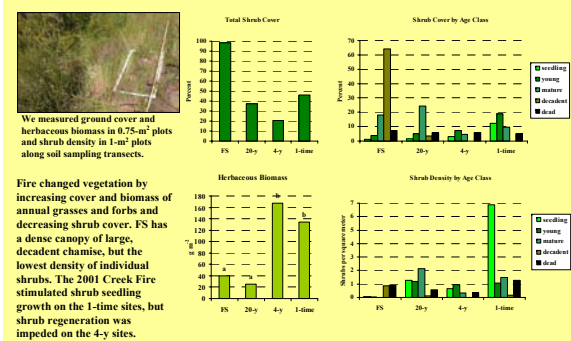 We measured ground cover and
herbaceous biomass in 0.75-m² plots
and shrub density in 1-m² plots
along soil sampling transects.
Fire changed vegetation by
increasing cover and biomass of
annual grasses and forbs and
decreasing shrub cover. FS has
a dense canopy of large,
decadent chamise, but the
lowest density of individual
shrubs. The 2001 Creek Fire
stimulated shrub seedling
growth on the 1-time sites, but
shrub regeneration was
impeded on the 4-y sites.
Total Shrub Cover
Percent
100
90
80
70
60
50
40
30
20
10
0
FS 20-y 4-y 1-time
Shrub Cover by Age Class
Percent
70
60
50
40
30
20
10
0
FS 20-y 4-y 1-time
seedling
young
mature
decadent
dead
Herbaceous Biomass
g m⁻²
180
160
140
120
100
80
60
40
20
0
a a b b
FS 20-y 4-y 1-time
Shrub Density by Age Class
Shrubs per square meter
7
6
5
4
3
2
1
0
FS 20-y 4-y 1-time
seedling
young
mature
decadent
dead